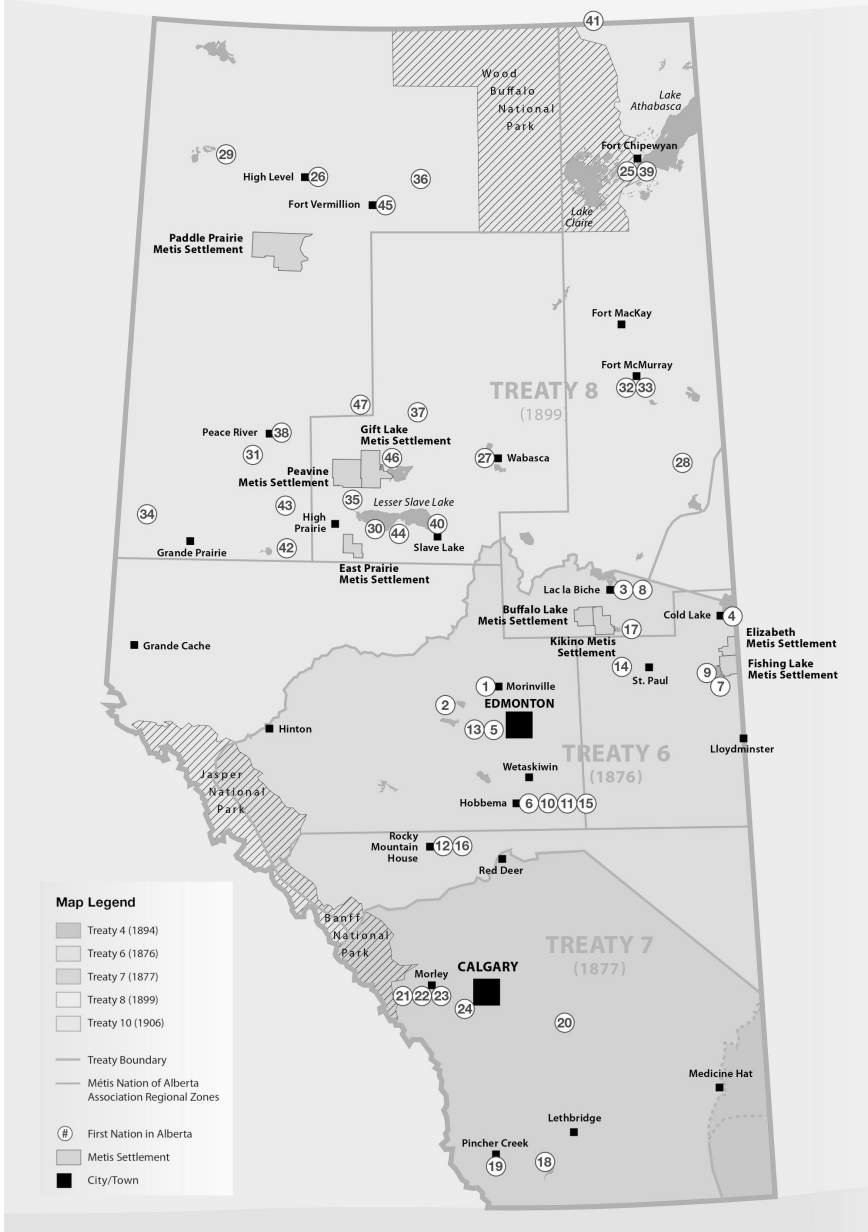 41
Wood
Buffalo
National
Park
Lake
Athabasca
Fort Chipewyan
25 39
Lake
Claire
29
High Level 26
36
Fort Vermillion 45
Paddle Prairie
Metis Settlement
Fort MacKay
Fort McMurray
32 33
TREATY 8
(1899)
47
37
Peace River 38
31
Gift Lake
Metis Settlement
46
27 Wabasca
28
Peavine
Metis Settlement
35
Lesser Slave Lake
43
34
High
Prairie
30
44
40
Slave Lake
Grande Prairie
42
East Prairie
Metis Settlement
Lac la Biche 3 8
Buffalo Lake
Metis Settlement
Cold Lake 4
17
Kikino Metis
Settlement
Elizabeth
Metis Settlement
Grande Cache
14
St. Paul
9
7
Fishing Lake
Metis Settlement
1 Morinville
2
EDMONTON
13 5
Hinton
Lloydminster
TREATY 6
(1876)
Wetaskiwin
Hobbema 6 10 11 15
Jasper
National
Park
Rocky
Mountain
House
12 16
Red Deer
Banff
National
Park
TREATY 7
(1877)
CALGARY
Morley
21 22 23
24
20
Medicine Hat
Lethbridge
Pincher Creek
19
18
Map Legend
Treaty 4 (1894)
Treaty 6 (1876)
Treaty 7 (1877)
Treaty 8 (1899)
Treaty 10 (1906)
Treaty Boundary
Métis Nation of Alberta
Association Regional Zones
# First Nation in Alberta
Metis Settlement
City/Town